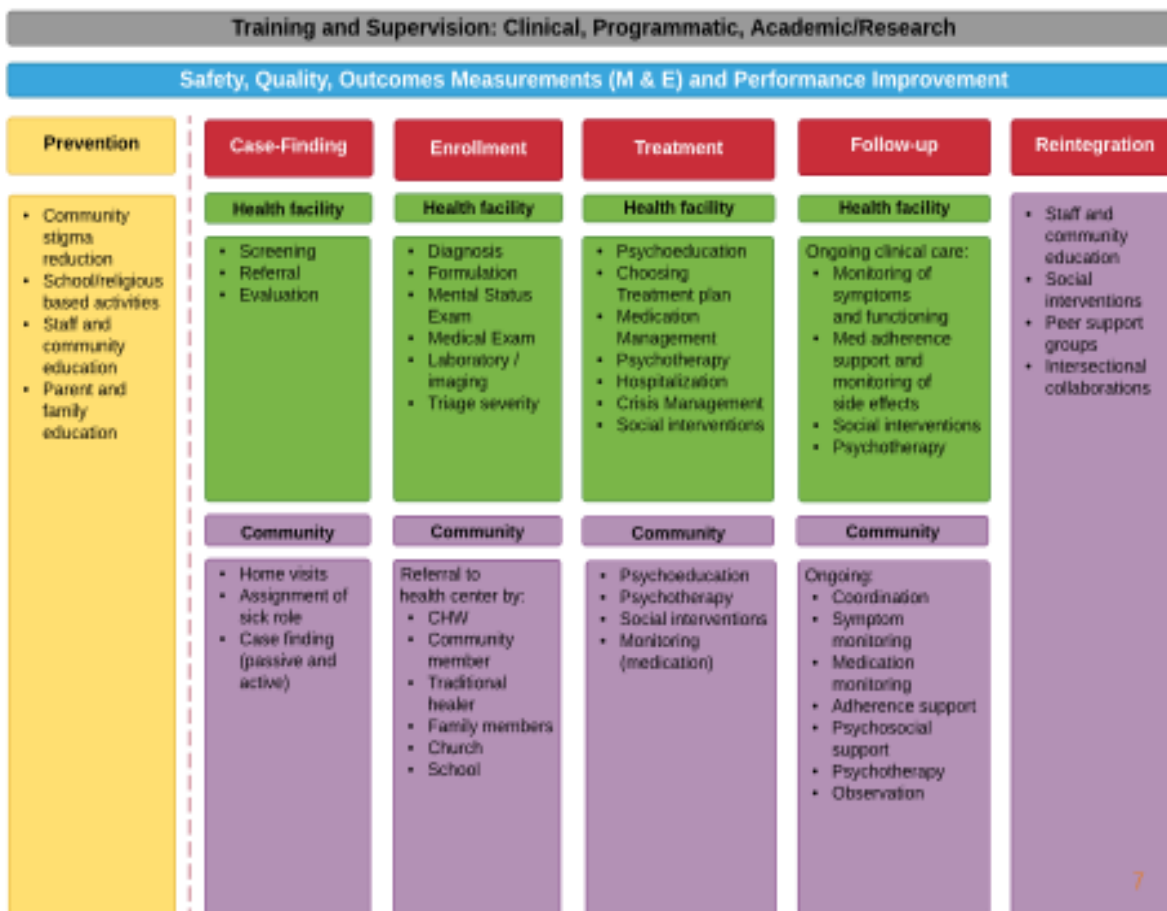 Training and Supervision: Clinical, Programmatic, Academic/Research
Safety, Quality, Outcomes Measurements (M & E) and Performance Improvement
Prevention
• Community
stigma
reduction
• School/religious
based activities
• Staff and
community
education
• Parent and
family
education
Case-Finding
Health facility
• Screening
• Referral
• Evaluation
Community
• Home visits
• Assignment of
sick role
• Case finding
(passive and
active)
Enrollment
Health facility
• Diagnosis
• Formulation
• Mental Status
Exam
• Medical Exam
• Laboratory /
imaging
• Triage severity
Community
Referral to
health center by:
• CHW
• Community
member
• Traditional
healer
• Family members
• Church
• School
Treatment
Health facility
• Psychoeducation
• Choosing
Treatment plan
• Medication
Management
• Psychotherapy
• Hospitalization
• Crisis Management
• Social interventions
Community
• Psychoeducation
• Psychotherapy
• Social interventions
• Monitoring
(medication)
Follow-up
Health facility
Ongoing clinical care:
• Monitoring of
symptoms
and functioning
• Med adherence
support and
monitoring of
side effects
• Social interventions
• Psychotherapy
Community
Ongoing:
• Coordination
• Symptom
monitoring
• Medication
monitoring
• Adherence support
• Psychosocial
support
• Psychotherapy
• Observation
Reintegration
• Staff and
community
education
• Social
interventions
• Peer support
groups
• Intersectional
collaborations
7